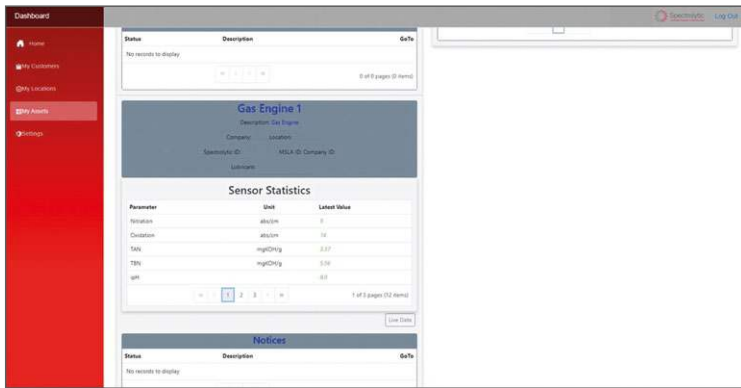 Dashboard
Spectrolytic
Log Out
Home
My Customers
My Locations
My Assets
Settings
Status Description GoTo
No records to display
0 of 0 pages (0 items)
Gas Engine 1
Description: Gas Engine
Company: Location:
Spectrolytic ID: MSLA ID: Company ID:
Lubricant:
Sensor Statistics
Parameter Unit Latest Value
Nitration abs/cm
Oxidation abs/cm
TAN mgKOH/g
TBN mgKOH/g
ipH
1 2 3
1 of 3 pages (12 items)
Live Data
Notices
Status Description GoTo
No records to display